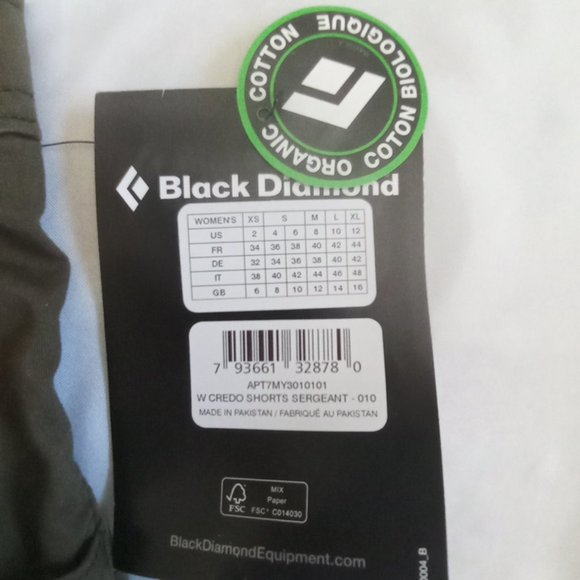 COTTON BIOLOGIQUE
ORGANIC COTON
Black Diamond
WOMEN'S XS S M L XL
US 2 4 6 8 10 12
FR 34 36 38 40 42 44
DE 32 34 36 38 40 42
IT 38 40 42 44 46 48
GB 6 8 10 12 14 16
7 93661 32878 0
APT7MY3010101
W CREDO SHORTS SERGEANT - 010
MADE IN PAKISTAN / FABRIQUÉ AU PAKISTAN
MIX
Paper
FSC FSC® C014030
BlackDiamondEquipment.com